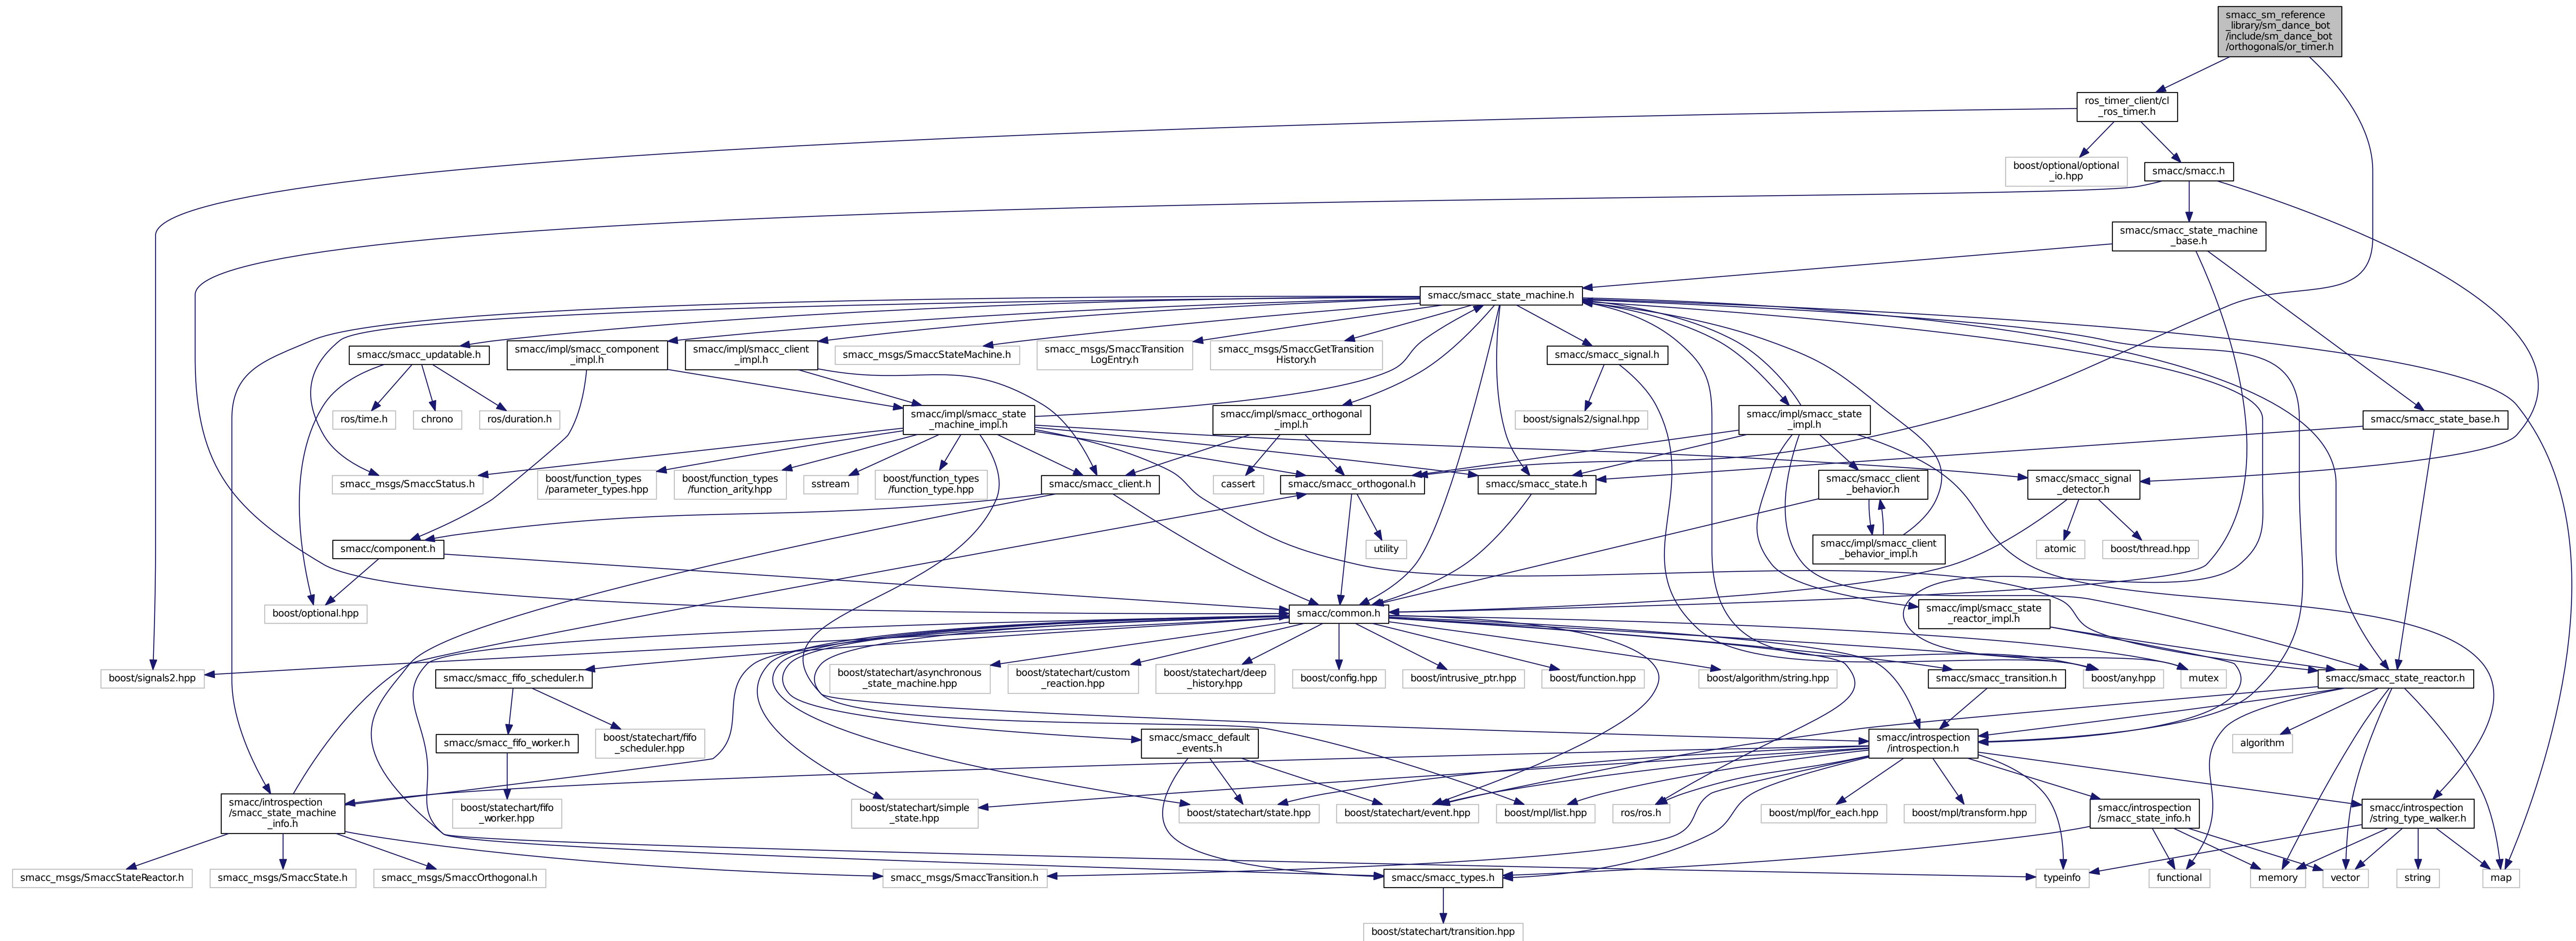 smacc_sm_reference
_library/sm_dance_bot
/include/sm_dance_bot
/orthogonals/or_timer.h
ros_timer_client/cl
_ros_timer.h
boost/optional/optional
_io.hpp
smacc/smacc.h
smacc/smacc_state_machine
_base.h
smacc/smacc_state_machine.h
smacc/smacc_updatable.h
smacc/impl/smacc_component
_impl.h
smacc/impl/smacc_client
_impl.h
smacc_msgs/SmaccStateMachine.h
smacc_msgs/SmaccTransition
LogEntry.h
smacc_msgs/SmaccGetTransition
History.h
smacc/smacc_signal.h
ros/time.h
chrono
ros/duration.h
smacc/impl/smacc_state
_machine_impl.h
smacc/impl/smacc_orthogonal
_impl.h
boost/signals2/signal.hpp
smacc/impl/smacc_state
_impl.h
smacc/smacc_state_base.h
smacc_msgs/SmaccStatus.h
boost/function_types
/parameter_types.hpp
boost/function_types
/function_arity.hpp
sstream
boost/function_types
/function_type.hpp
smacc/smacc_client.h
cassert
smacc/smacc_orthogonal.h
smacc/smacc_state.h
smacc/smacc_client
_behavior.h
smacc/smacc_signal
_detector.h
smacc/component.h
utility
smacc/impl/smacc_client
_behavior_impl.h
atomic
boost/thread.hpp
boost/optional.hpp
smacc/common.h
smacc/impl/smacc_state
_reactor_impl.h
boost/signals2.hpp
smacc/smacc_fifo_scheduler.h
boost/statechart/asynchronous
_state_machine.hpp
boost/statechart/custom
_reaction.hpp
boost/statechart/deep
_history.hpp
boost/config.hpp
boost/intrusive_ptr.hpp
boost/function.hpp
boost/algorithm/string.hpp
smacc/smacc_transition.h
boost/any.hpp
mutex
smacc/smacc_state_reactor.h
smacc/smacc_fifo_worker.h
boost/statechart/fifo
_scheduler.hpp
smacc/smacc_default
_events.h
smacc/introspection
/introspection.h
algorithm
smacc/introspection
/smacc_state_machine
_info.h
boost/statechart/fifo
_worker.hpp
boost/statechart/simple
_state.hpp
boost/statechart/state.hpp
boost/statechart/event.hpp
boost/mpl/list.hpp
ros/ros.h
boost/mpl/for_each.hpp
boost/mpl/transform.hpp
smacc/introspection
/smacc_state_info.h
smacc/introspection
/string_type_walker.h
smacc_msgs/SmaccStateReactor.h
smacc_msgs/SmaccState.h
smacc_msgs/SmaccOrthogonal.h
smacc_msgs/SmaccTransition.h
smacc/smacc_types.h
typeinfo
functional
memory
vector
string
map
boost/statechart/transition.hpp